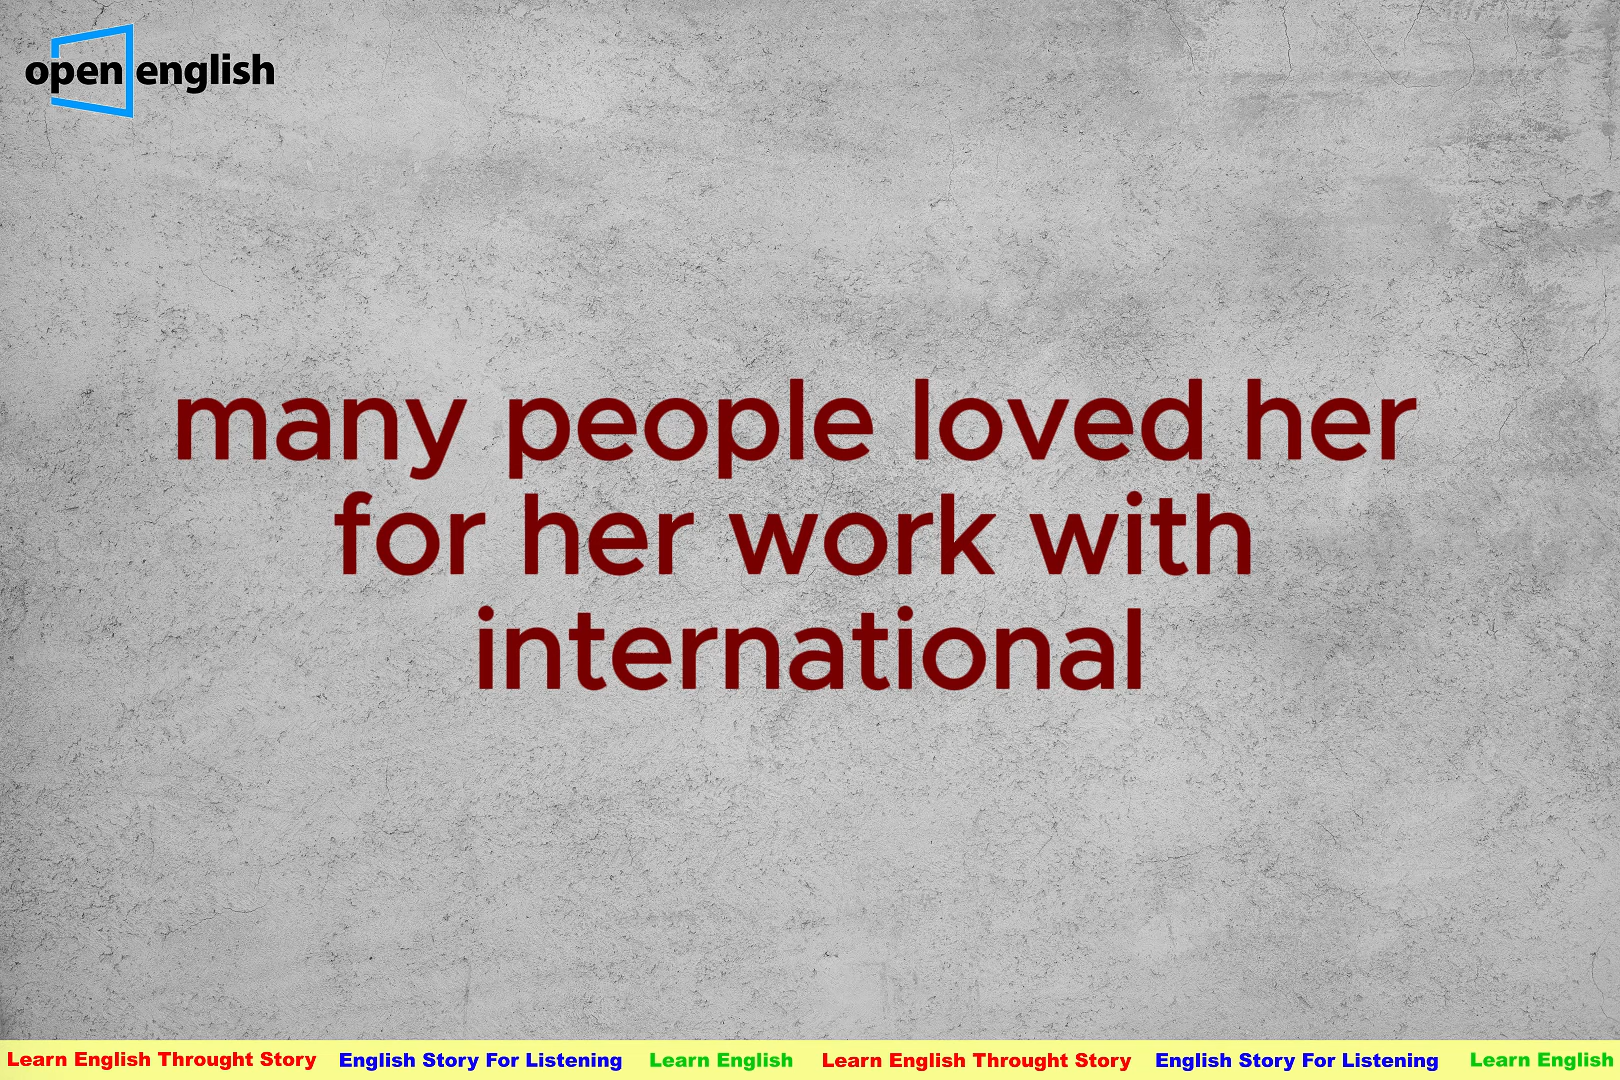 open english
many people loved her
for her work with
international
Learn English Throught Story English Story For Listening Learn English Learn English Throught Story English Story For Listening Learn English